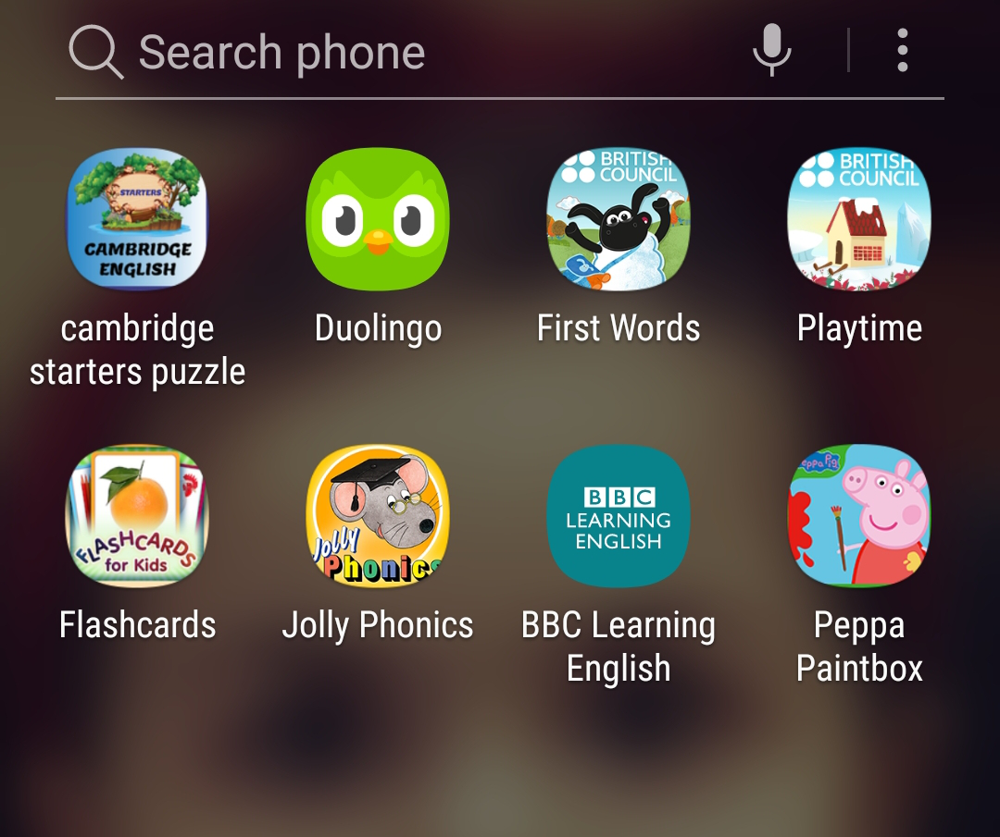 Search phone
STARTERS
CAMBRIDGE
ENGLISH
cambridge
starters puzzle
Duolingo
BRITISH
COUNCIL
First Words
BRITISH
COUNCIL
Playtime
FLASHCARDS
for Kids
Flashcards
Jolly
Phonics
Jolly Phonics
BBC
LEARNING
ENGLISH
BBC Learning
English
Peppa Pig
Peppa
Paintbox